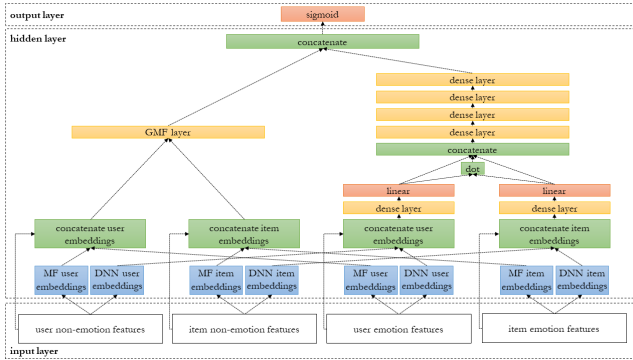 output layer
sigmoid
hidden layer
concatenate
dense layer
dense layer
dense layer
GMF layer
dense layer
concatenate
dot
linear
linear
dense layer
dense layer
concatenate user
embeddings
concatenate item
embeddings
concatenate user
embeddings
concatenate item
embeddings
MF user
embeddings
DNN user
embeddings
MF item
embeddings
DNN item
embeddings
MF user
embeddings
DNN user
embeddings
MF item
embeddings
DNN item
embeddings
user non-emotion features
item non-emotion features
user emotion features
item emotion features
input layer